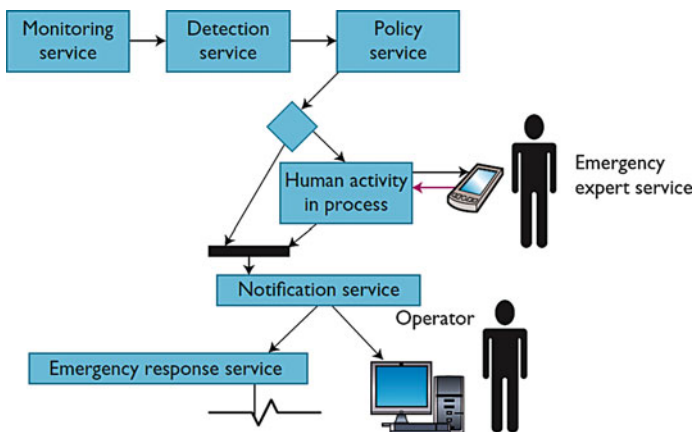 Monitoring
service
Detection
service
Policy
service
Human activity
in process
Emergency
expert service
Notification service
Operator
Emergency response service